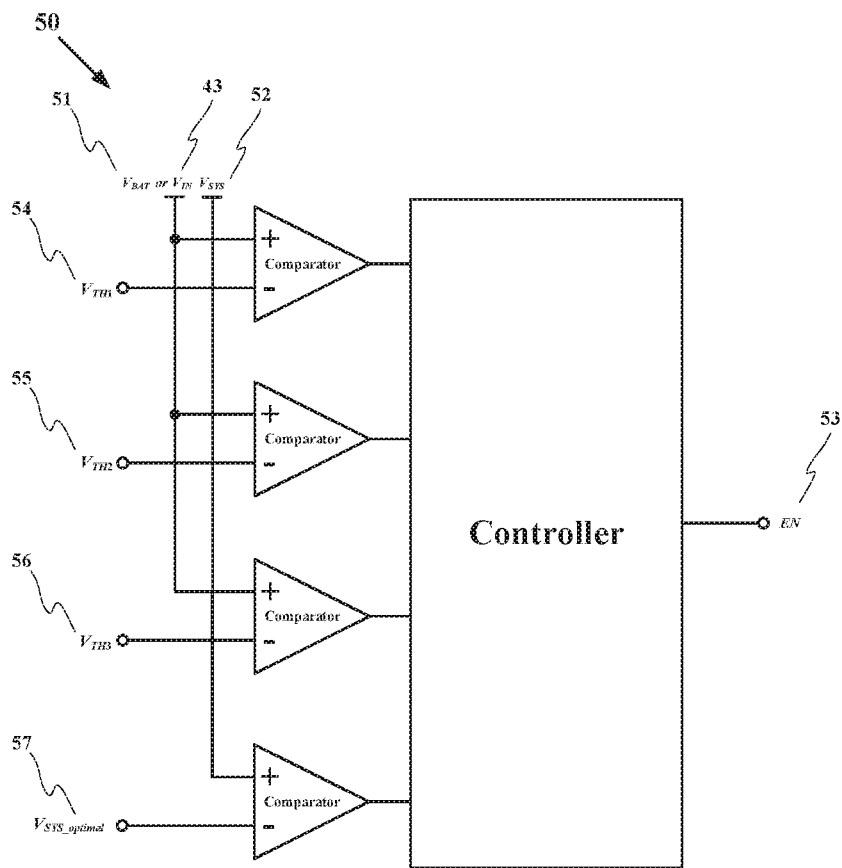 50
51
43
52
V_BAT or V_IN V_SYS
54
+
Comparator
-
V_TH1
55
+
Comparator
-
V_TH2
53
EN
Controller
56
+
Comparator
-
V_TH3
57
+
Comparator
-
V_SYS_optimal